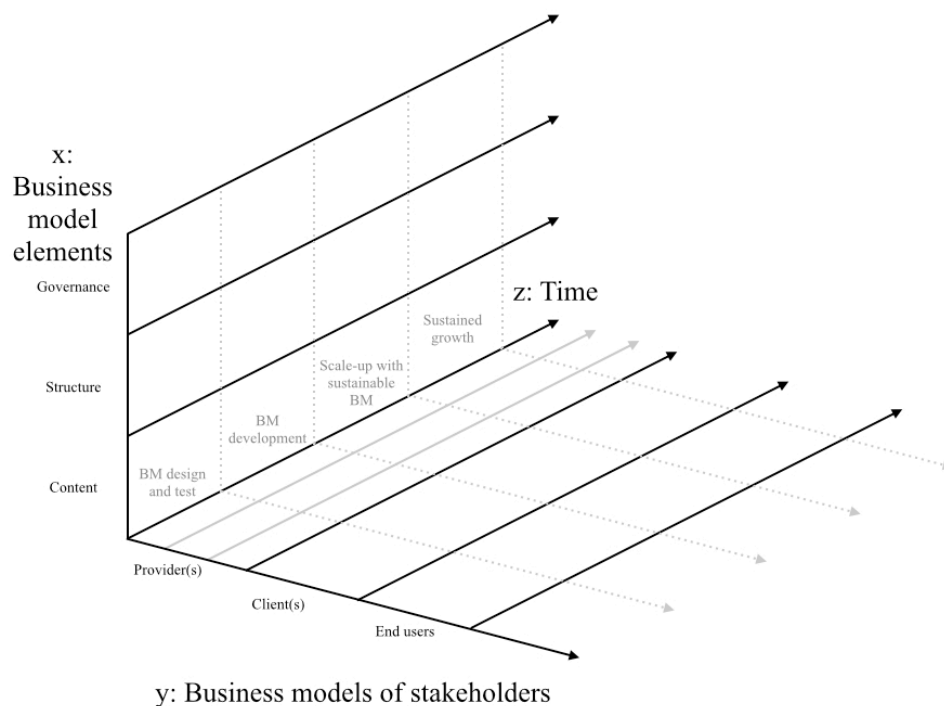 x:
Business
model
elements
Governance
Structure
Content
z: Time
Sustained
growth
Scale-up with
sustainable
BM
BM
development
BM design
and test
Provider(s)
Client(s)
End users
y: Business models of stakeholders